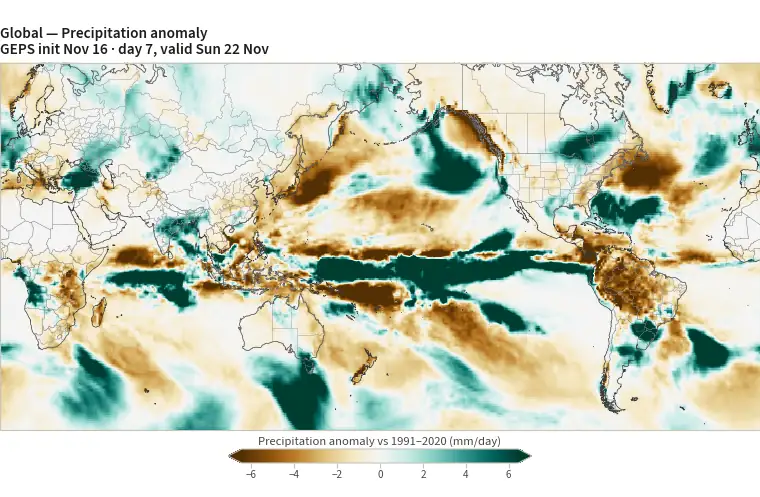 Global — Precipitation anomaly
GEPS init Nov 16 · day 7, valid Sun 22 Nov
Precipitation anomaly vs 1991–2020 (mm/day)
−6 −4 −2 0 2 4 6